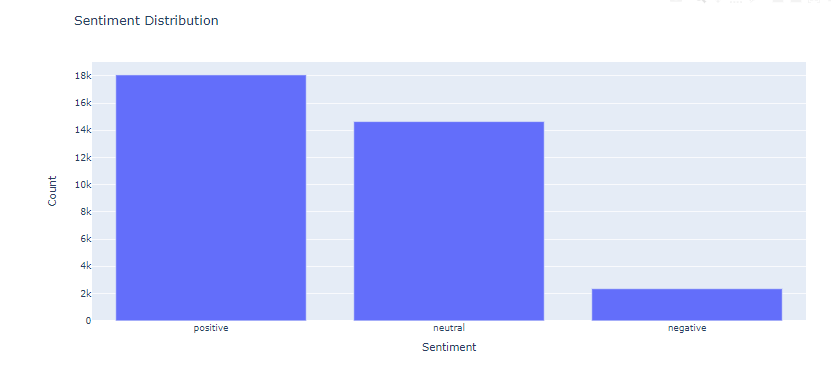 Sentiment Distribution
18k
16k
14k
12k
10k
8k
6k
4k
2k
0
Count
positive neutral negative
Sentiment